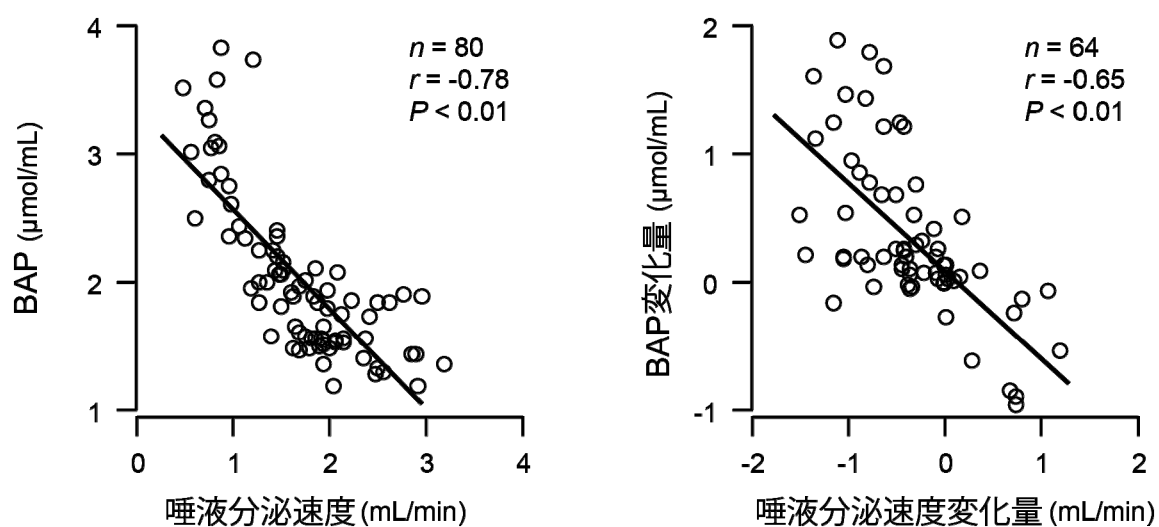 4
3
2
1
0
1
2
3
4
BAP (μmol/mL)
唾液分泌速度 (mL/min)
n = 80
r = -0.78
P < 0.01
2
1
0
-1
-2
-1
0
1
2
BAP変化量 (μmol/mL)
唾液分泌速度変化量 (mL/min)
n = 64
r = -0.65
P < 0.01